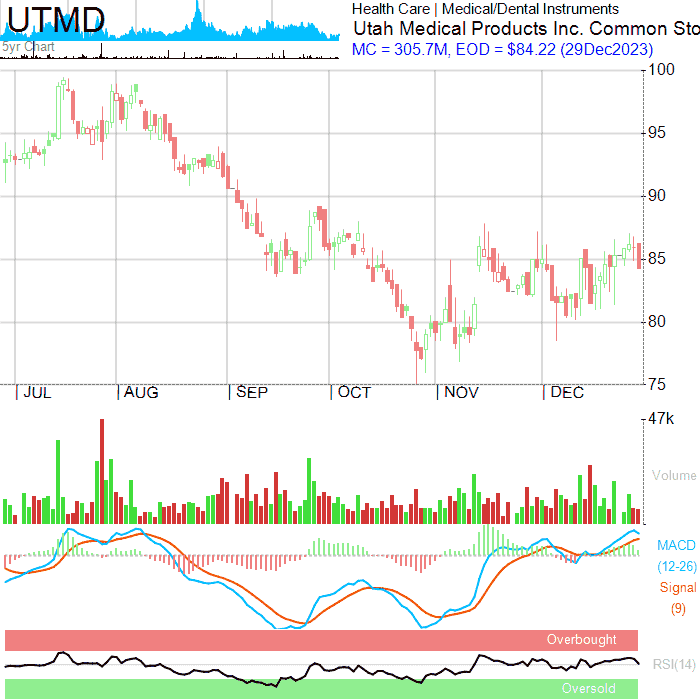 UTMD
5yr Chart
Health Care | Medical/Dental Instruments
Utah Medical Products Inc. Common Sto
MC = 305.7M, EOD = $84.22 (29Dec2023)
100
95
90
85
80
75
JUL AUG SEP OCT NOV DEC
47k
Volume
MACD
(12-26)
Signal
(9)
Overbought
RSI(14)
Oversold